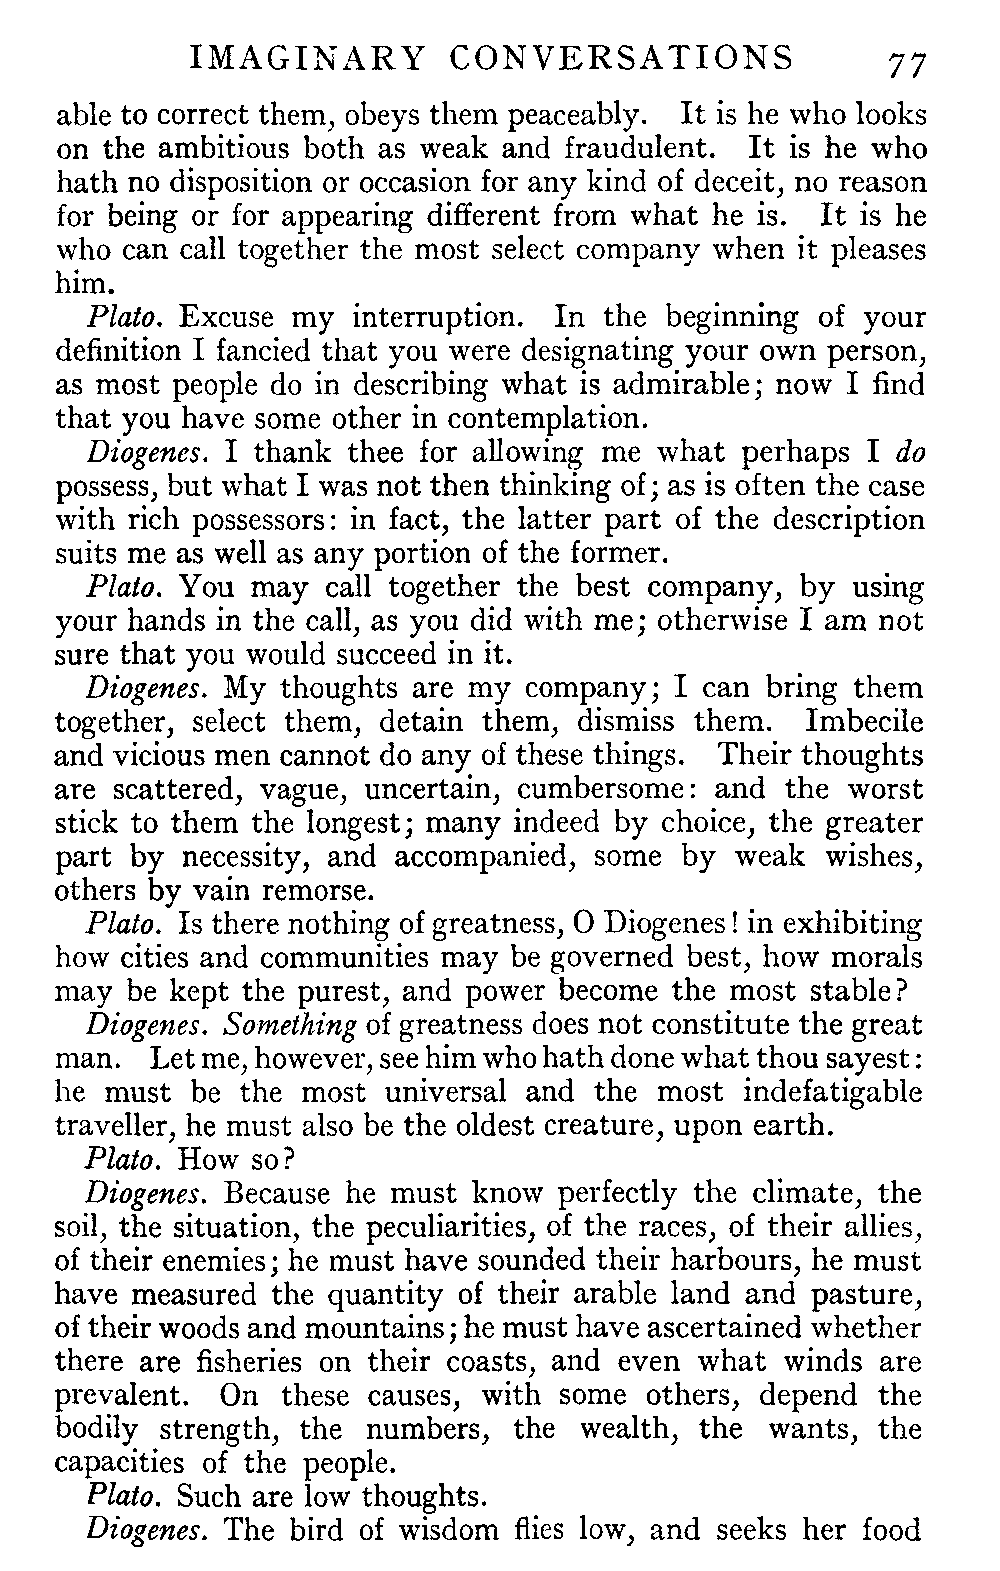 IMAGINARY CONVERSATIONS 77
able to correct them, obeys them peaceably. It is he who looks
on the ambitious both as weak and fraudulent. It is he who
hath no disposition or occasion for any kind of deceit, no reason
for being or for appearing different from what he is. It is he
who can call together the most select company when it pleases
him.
Plato. Excuse my interruption. In the beginning of your
definition I fancied that you were designating your own person,
as most people do in describing what is admirable; now I find
that you have some other in contemplation.
Diogenes. I thank thee for allowing me what perhaps I do
possess, but what I was not then thinking of; as is often the case
with rich possessors: in fact, the latter part of the description
suits me as well as any portion of the former.
Plato. You may call together the best company, by using
your hands in the call, as you did with me; otherwise I am not
sure that you would succeed in it.
Diogenes. My thoughts are my company; I can bring them
together, select them, detain them, dismiss them. Imbecile
and vicious men cannot do any of these things. Their thoughts
are scattered, vague, uncertain, cumbersome: and the worst
stick to them the longest; many indeed by choice, the greater
part by necessity, and accompanied, some by weak wishes,
others by vain remorse.
Plato. Is there nothing of greatness, O Diogenes! in exhibiting
how cities and communities may be governed best, how morals
may be kept the purest, and power become the most stable?
Diogenes. Something of greatness does not constitute the great
man. Let me, however, see him who hath done what thou sayest:
he must be the most universal and the most indefatigable
traveller, he must also be the oldest creature, upon earth.
Plato. How so?
Diogenes. Because he must know perfectly the climate, the
soil, the situation, the peculiarities, of the races, of their allies,
of their enemies; he must have sounded their harbours, he must
have measured the quantity of their arable land and pasture,
of their woods and mountains; he must have ascertained whether
there are fisheries on their coasts, and even what winds are
prevalent. On these causes, with some others, depend the
bodily strength, the numbers, the wealth, the wants, the
capacities of the people.
Plato. Such are low thoughts.
Diogenes. The bird of wisdom flies low, and seeks her food